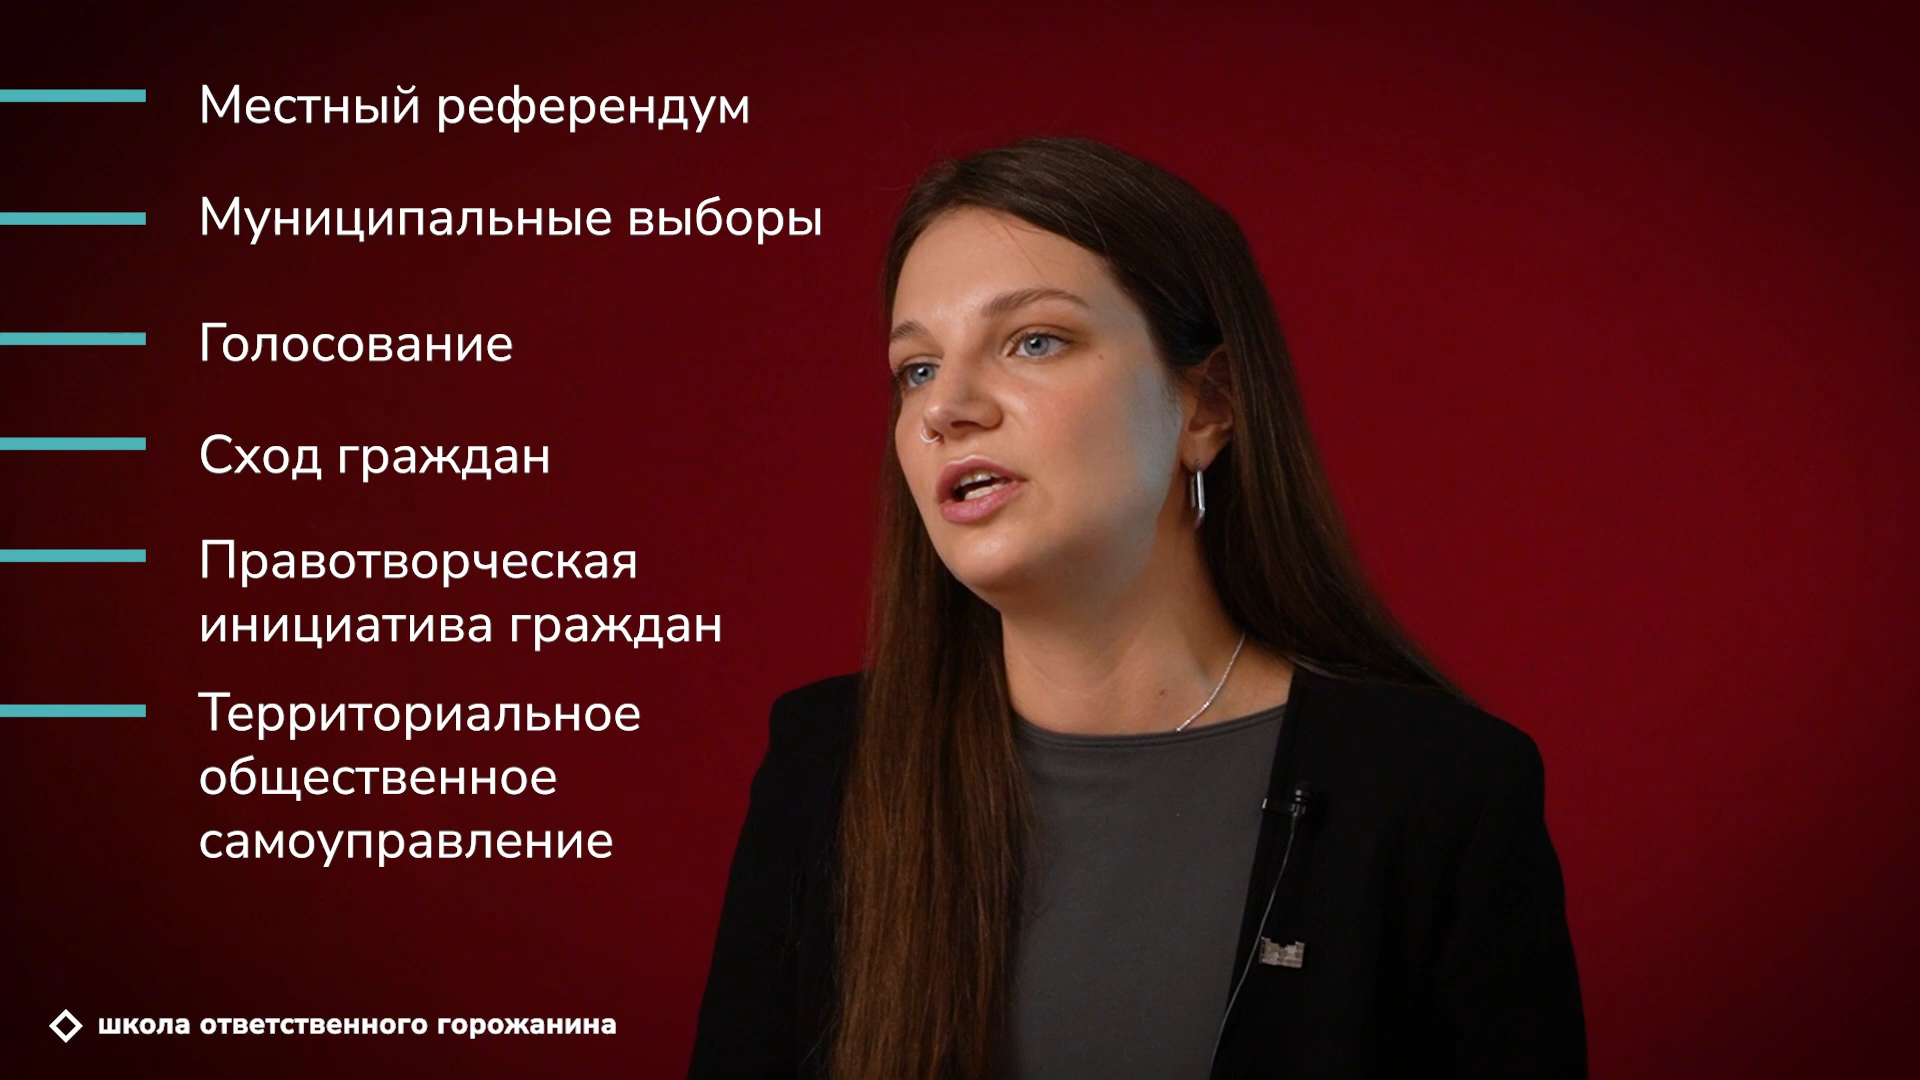 Местный референдум
Муниципальные выборы
Голосование
Сход граждан
Правотворческая
инициатива граждан
Территориальное
общественное
самоуправление
школа ответственного горожанина